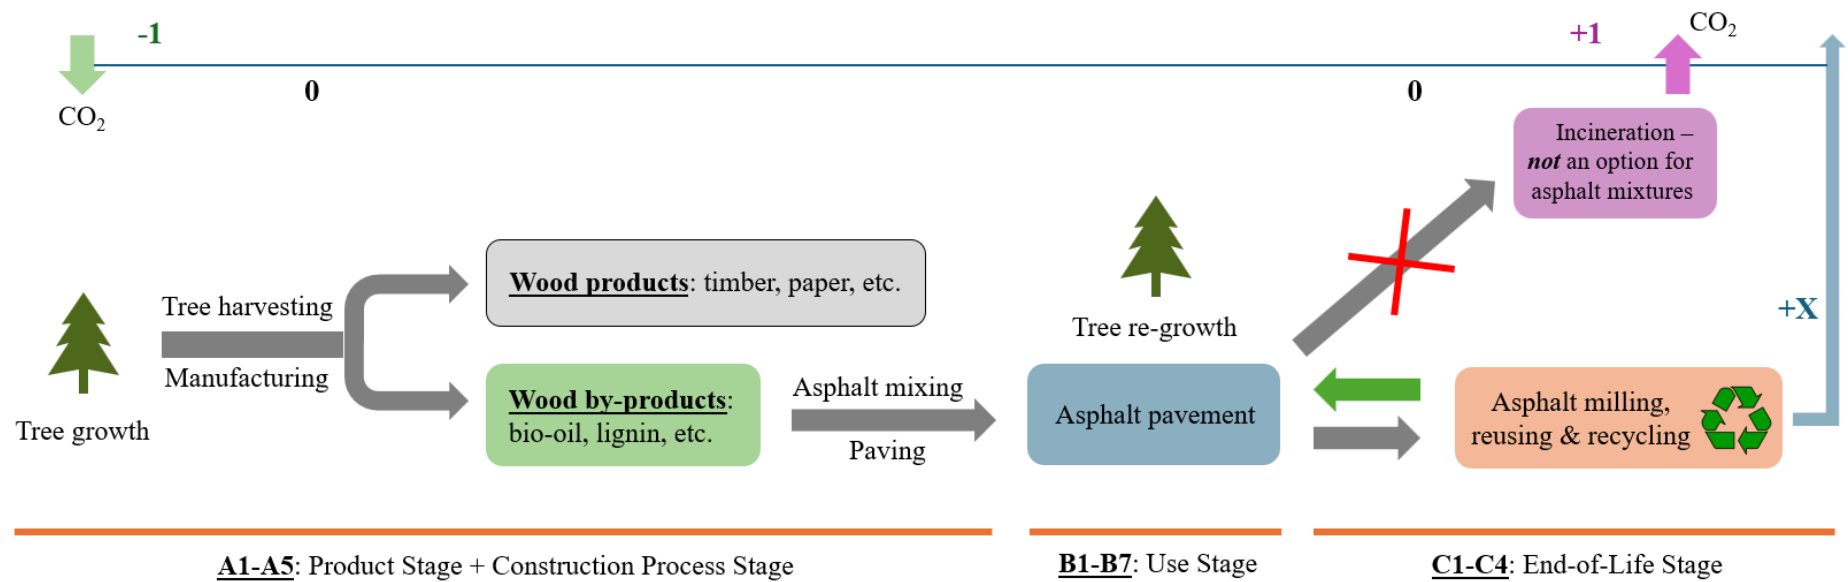 -1
CO₂
0
+1
CO₂
0
Incineration –
not an option for
asphalt mixtures
+X
Tree growth
Tree harvesting
Manufacturing
Wood products: timber, paper, etc.
Wood by-products:
bio-oil, lignin, etc.
Asphalt mixing
Paving
Tree re-growth
Asphalt pavement
Asphalt milling,
reusing & recycling
A1-A5: Product Stage + Construction Process Stage
B1-B7: Use Stage
C1-C4: End-of-Life Stage